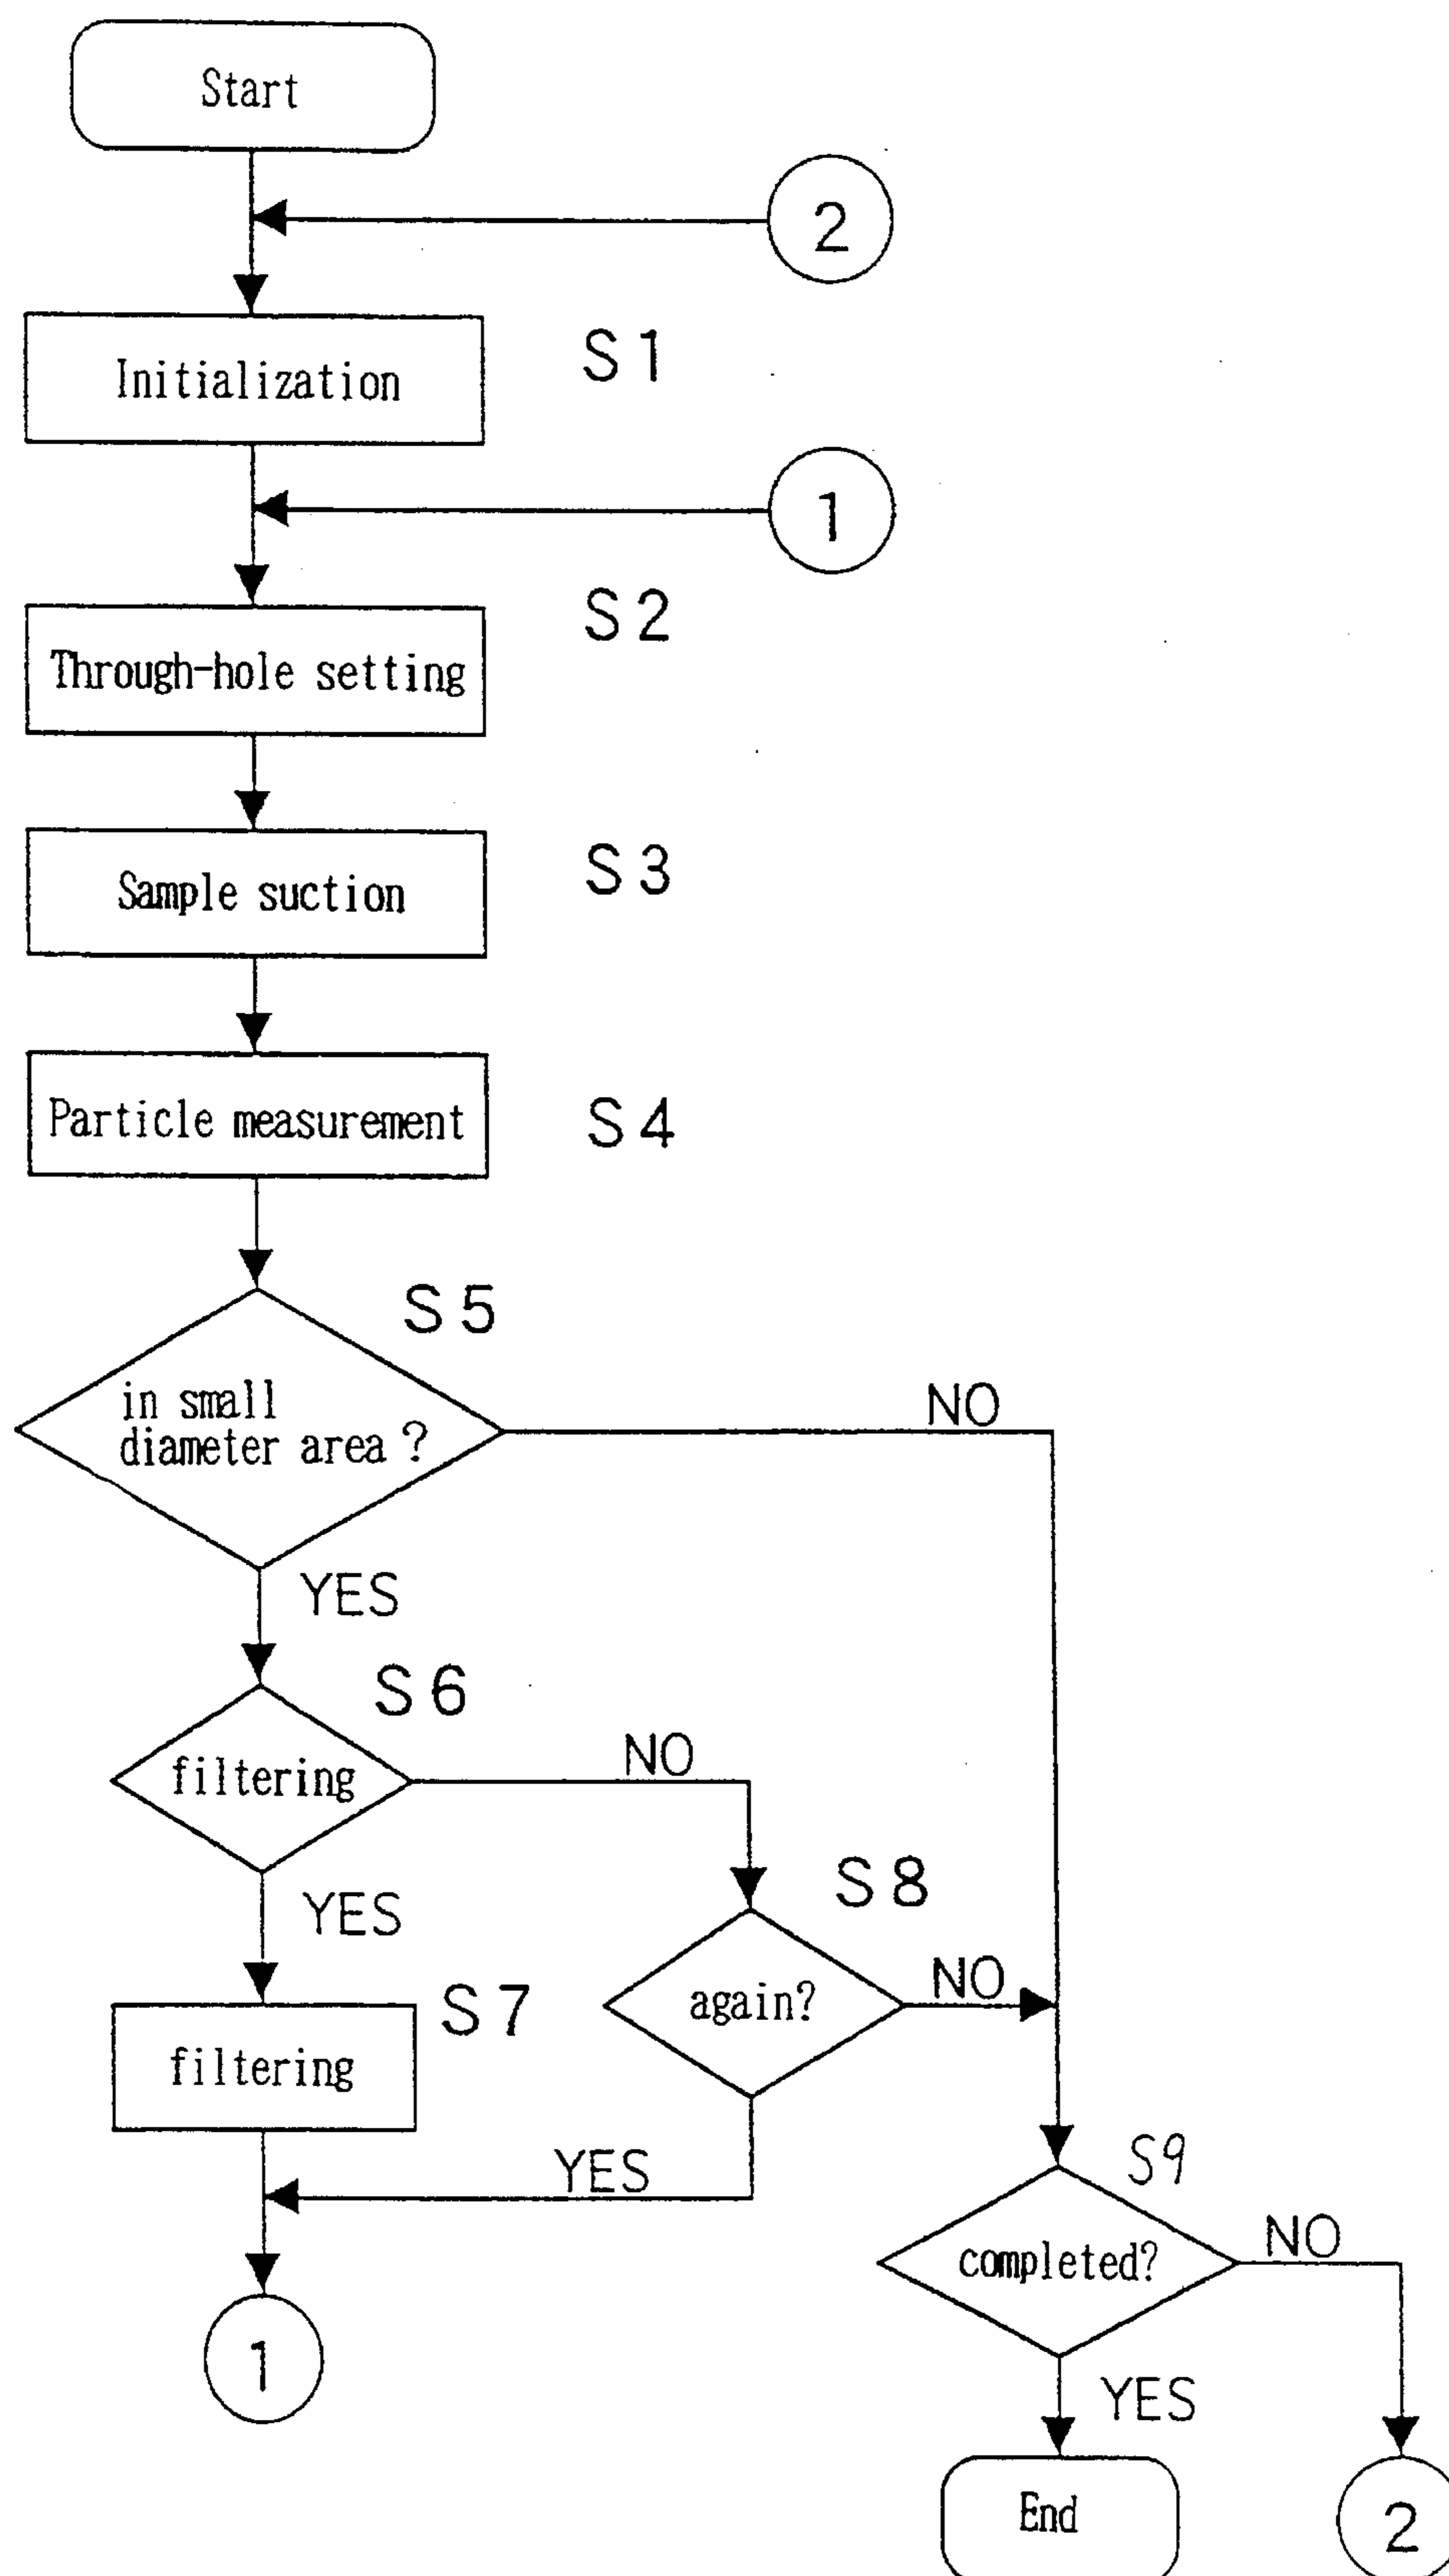 Start
2
Initialization
S1
1
Through-hole setting
S2
Sample suction
S3
Particle measurement
S4
S5
in small
diameter area?
NO
YES
S6
filtering
NO
YES
S8
again?
NO
S7
filtering
YES
S9
completed?
NO
1
YES
End
2